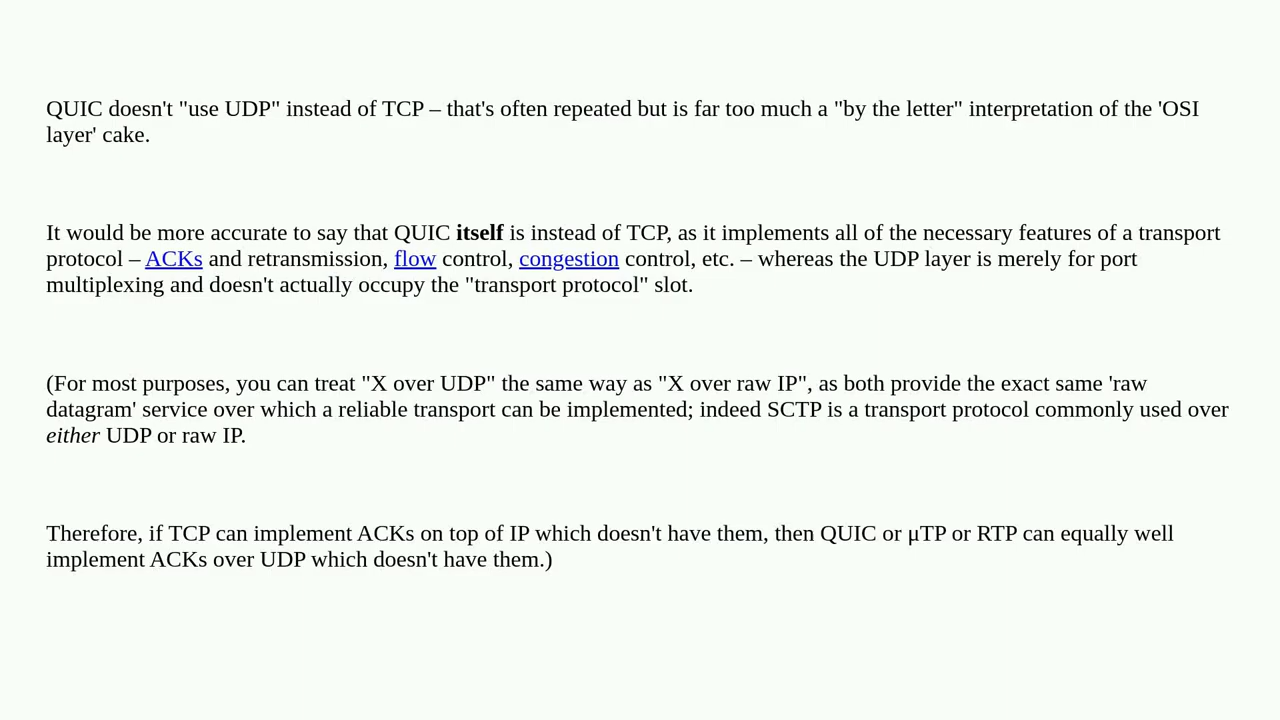 QUIC doesn't "use UDP" instead of TCP – that's often repeated but is far too much a "by the letter" interpretation of the 'OSI
layer' cake.
It would be more accurate to say that QUIC itself is instead of TCP, as it implements all of the necessary features of a transport
protocol – ACKs and retransmission, flow control, congestion control, etc. – whereas the UDP layer is merely for port
multiplexing and doesn't actually occupy the "transport protocol" slot.
(For most purposes, you can treat "X over UDP" the same way as "X over raw IP", as both provide the exact same 'raw
datagram' service over which a reliable transport can be implemented; indeed SCTP is a transport protocol commonly used over
either UDP or raw IP.
Therefore, if TCP can implement ACKs on top of IP which doesn't have them, then QUIC or μTP or RTP can equally well
implement ACKs over UDP which doesn't have them.)